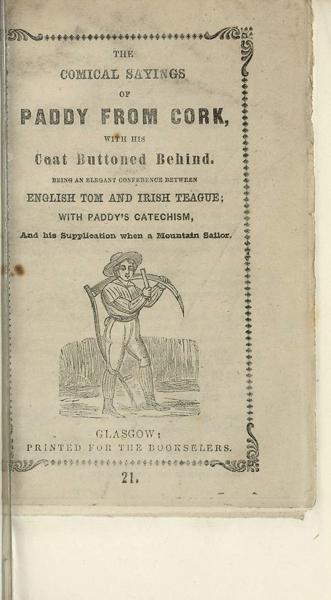 THE
COMICAL SAYINGS
OF
PADDY FROM CORK,
WITH HIS
Coat Buttoned Behind.
BEING AN ELEGANT CONFERENCE BETWEEN
ENGLISH TOM AND IRISH TEAGUE;
WITH PADDY'S CATECHISM,
And his Supplication when a Mountain Sailor.
GLASGOW:
PRINTED FOR THE BOOKSELERS.
21.